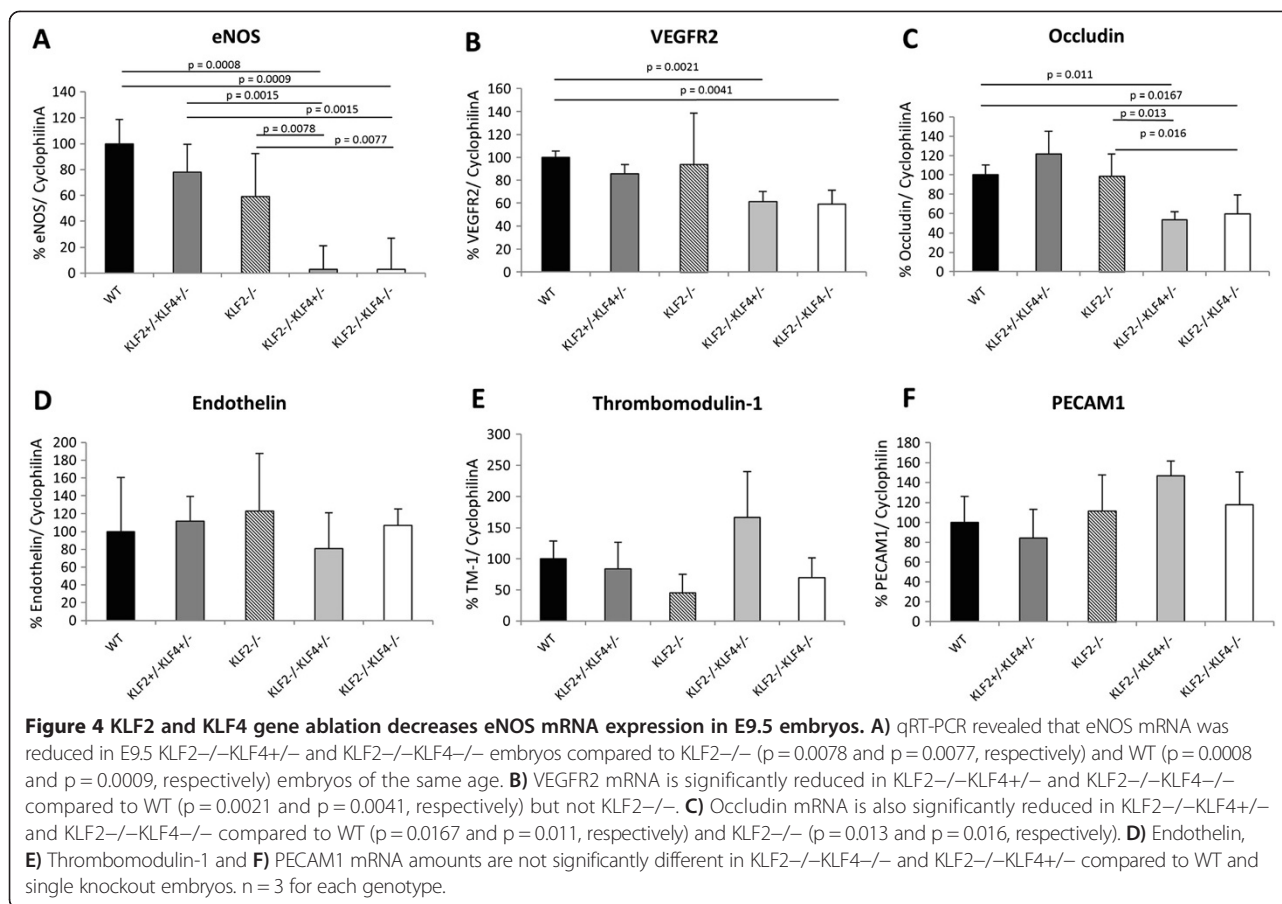 A
eNOS
p = 0.0008
p = 0.0009
p = 0.0015
p = 0.0015
p = 0.0078
p = 0.0077
% eNOS/ CyclophilinA
140
120
100
80
60
40
20
0
WT
KLF2+/-KLF4+/-
KLF2-/-
KLF2-/-KLF4+/-
KLF2-/-KLF4-/-
B
VEGFR2
p = 0.0021
p = 0.0041
% VEGFR2/ CyclophilinA
160
140
120
100
80
60
40
20
0
WT
KLF2+/-KLF4+/-
KLF2-/-
KLF2-/-KLF4+/-
KLF2-/-KLF4-/-
C
Occludin
p = 0.011
p = 0.0167
p = 0.013
p = 0.016
% Occludin/ CyclophilinA
160
140
120
100
80
60
40
20
0
WT
KLF2+/-KLF4+/-
KLF2-/-
KLF2-/-KLF4+/-
KLF2-/-KLF4-/-
D
Endothelin
% Endothelin/ CyclophilinA
200
180
160
140
120
100
80
60
40
20
0
WT
KLF2+/-KLF4+/-
KLF2-/-
KLF2-/-KLF4+/-
KLF2-/-KLF4-/-
E
Thrombomodulin-1
% TM-1/ CyclophilinA
300
250
200
150
100
50
0
WT
KLF2+/-KLF4+/-
KLF2-/-
KLF2-/-KLF4+/-
KLF2-/-KLF4-/-
F
PECAM1
% PECAM1/ Cyclophilin
180
160
140
120
100
80
60
40
20
0
WT
KLF2+/-KLF4+/-
KLF2-/-
KLF2-/-KLF4+/-
KLF2-/-KLF4-/-
Figure 4 KLF2 and KLF4 gene ablation decreases eNOS mRNA expression in E9.5 embryos. A) qRT-PCR revealed that eNOS mRNA was
reduced in E9.5 KLF2−/−KLF4+/− and KLF2−/−KLF4−/− embryos compared to KLF2−/− (p = 0.0078 and p = 0.0077, respectively) and WT (p = 0.0008
and p = 0.0009, respectively) embryos of the same age. B) VEGFR2 mRNA is significantly reduced in KLF2−/−KLF4+/− and KLF2−/−KLF4−/−
compared to WT (p = 0.0021 and p = 0.0041, respectively) but not KLF2−/−. C) Occludin mRNA is also significantly reduced in KLF2−/−KLF4+/−
and KLF2−/−KLF4−/− compared to WT (p = 0.0167 and p = 0.011, respectively) and KLF2−/− (p = 0.013 and p = 0.016, respectively). D) Endothelin,
E) Thrombomodulin-1 and F) PECAM1 mRNA amounts are not significantly different in KLF2−/−KLF4−/− and KLF2−/−KLF4+/− compared to WT and
single knockout embryos. n = 3 for each genotype.